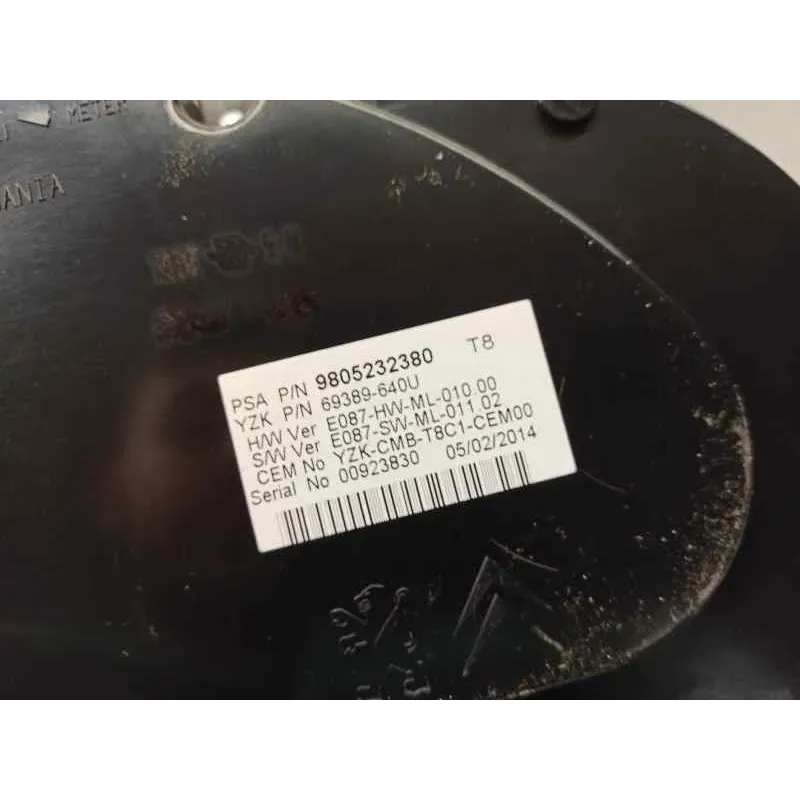 METER
PSA P/N 9805232380 T8
YZK P/N 69389-640U
H/W Ver E087-HW-ML-010.00
S/W Ver E087-SW-ML-011.02
CEM No YZK-CMB-T8C1-CEM00
Serial No 00923830 05/02/2014